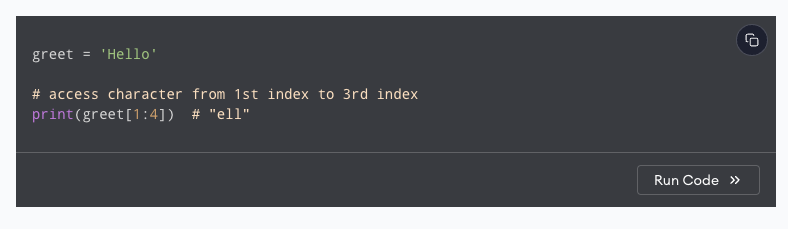 greet = 'Hello'
# access character from 1st index to 3rd index
print(greet[1:4])  # "ell"
Run Code